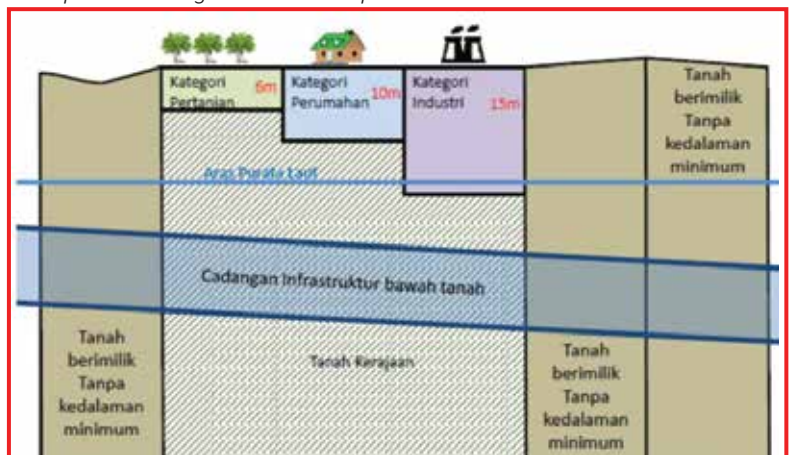 Kategori
Pertanian
6m
Kategori
Perumahan
10m
Kategori
Industri
15m
Tanah
berimilik
Tanpa
kedalaman
minimum
Aras Purata Laut
Cadangan Infrastruktur bawah tanah
Tanah
berimilik
Tanpa
kedalaman
minimum
Tanah Kerajaan
Tanah
berimilik
Tanpa
kedalaman
minimum